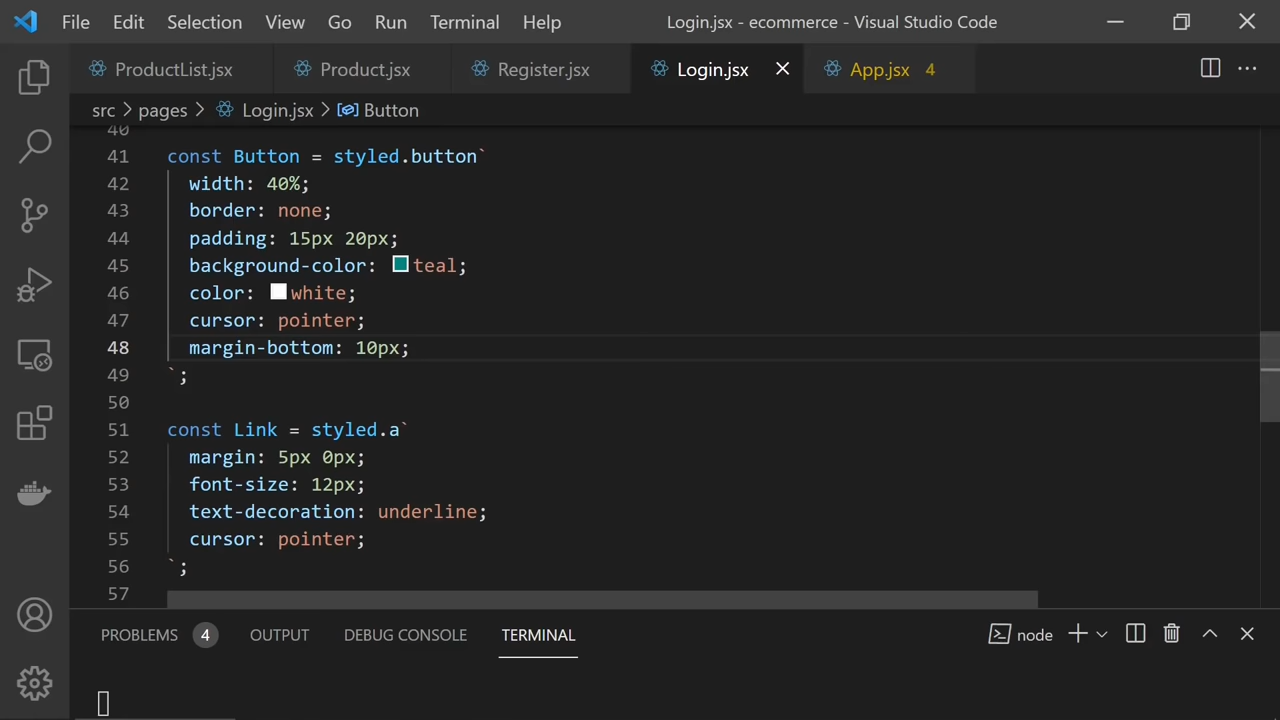 File Edit Selection View Go Run Terminal Help Login.jsx - ecommerce - Visual Studio Code
ProductList.jsx Product.jsx Register.jsx Login.jsx App.jsx 4
src > pages > Login.jsx > Button
40
41 const Button = styled.button`
42 width: 40%;
43 border: none;
44 padding: 15px 20px;
45 background-color: teal;
46 color: white;
47 cursor: pointer;
48 margin-bottom: 10px;
49 `;
50
51 const Link = styled.a`
52 margin: 5px 0px;
53 font-size: 12px;
54 text-decoration: underline;
55 cursor: pointer;
56 `;
57
PROBLEMS 4 OUTPUT DEBUG CONSOLE TERMINAL node